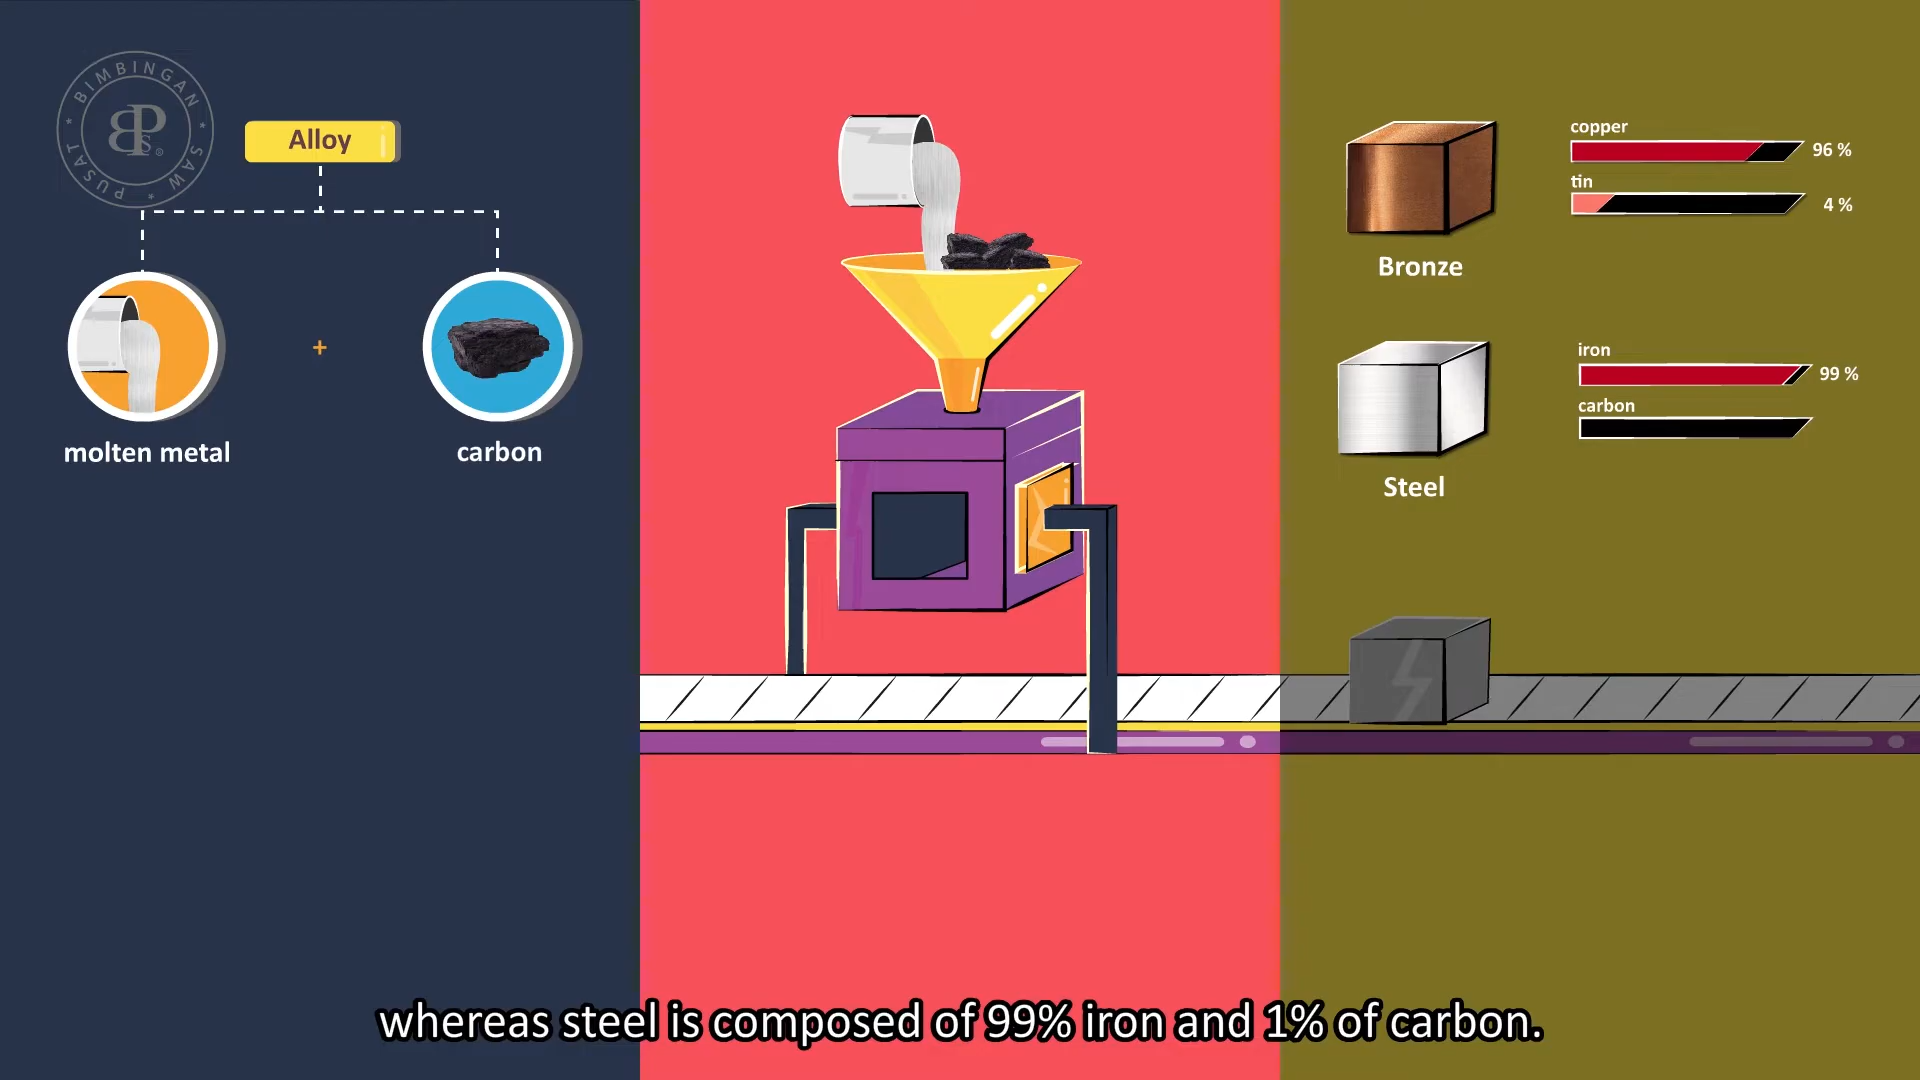 PUSAT BIMBINGAN SAW
BPS
®
Alloy
+
molten metal
carbon
copper
96 %
tin
4 %
Bronze
iron
99 %
carbon
Steel
whereas steel is composed of 99% iron and 1% of carbon.